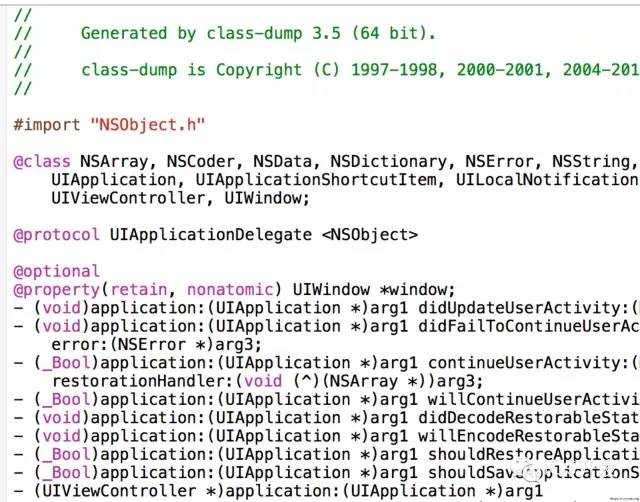 //
//     Generated by class-dump 3.5 (64 bit).
//
//     class-dump is Copyright (C) 1997-1998, 2000-2001, 2004-201
//
#import "NSObject.h"
@class NSArray, NSCoder, NSData, NSDictionary, NSError, NSString,
    UIApplication, UIApplicationShortcutItem, UILocalNotification
    UIViewController, UIWindow;
@protocol UIApplicationDelegate <NSObject>
@optional
@property(retain, nonatomic) UIWindow *window;
- (void)application:(UIApplication *)arg1 didUpdateUserActivity:(
- (void)application:(UIApplication *)arg1 didFailToContinueUserAc
    error:(NSError *)arg3;
- (_Bool)application:(UIApplication *)arg1 continueUserActivity:(
    restorationHandler:(void (^)(NSArray *))arg3;
- (_Bool)application:(UIApplication *)arg1 willContinueUserActivi
- (void)application:(UIApplication *)arg1 didDecodeRestorableStat
- (void)application:(UIApplication *)arg1 willEncodeRestorableSta
- (_Bool)application:(UIApplication *)arg1 shouldRestoreApplicati
- (_Bool)application:(UIApplication *)arg1 shouldSaveApplicationS
- (UIViewController *)application:(UIApplication *)arg1